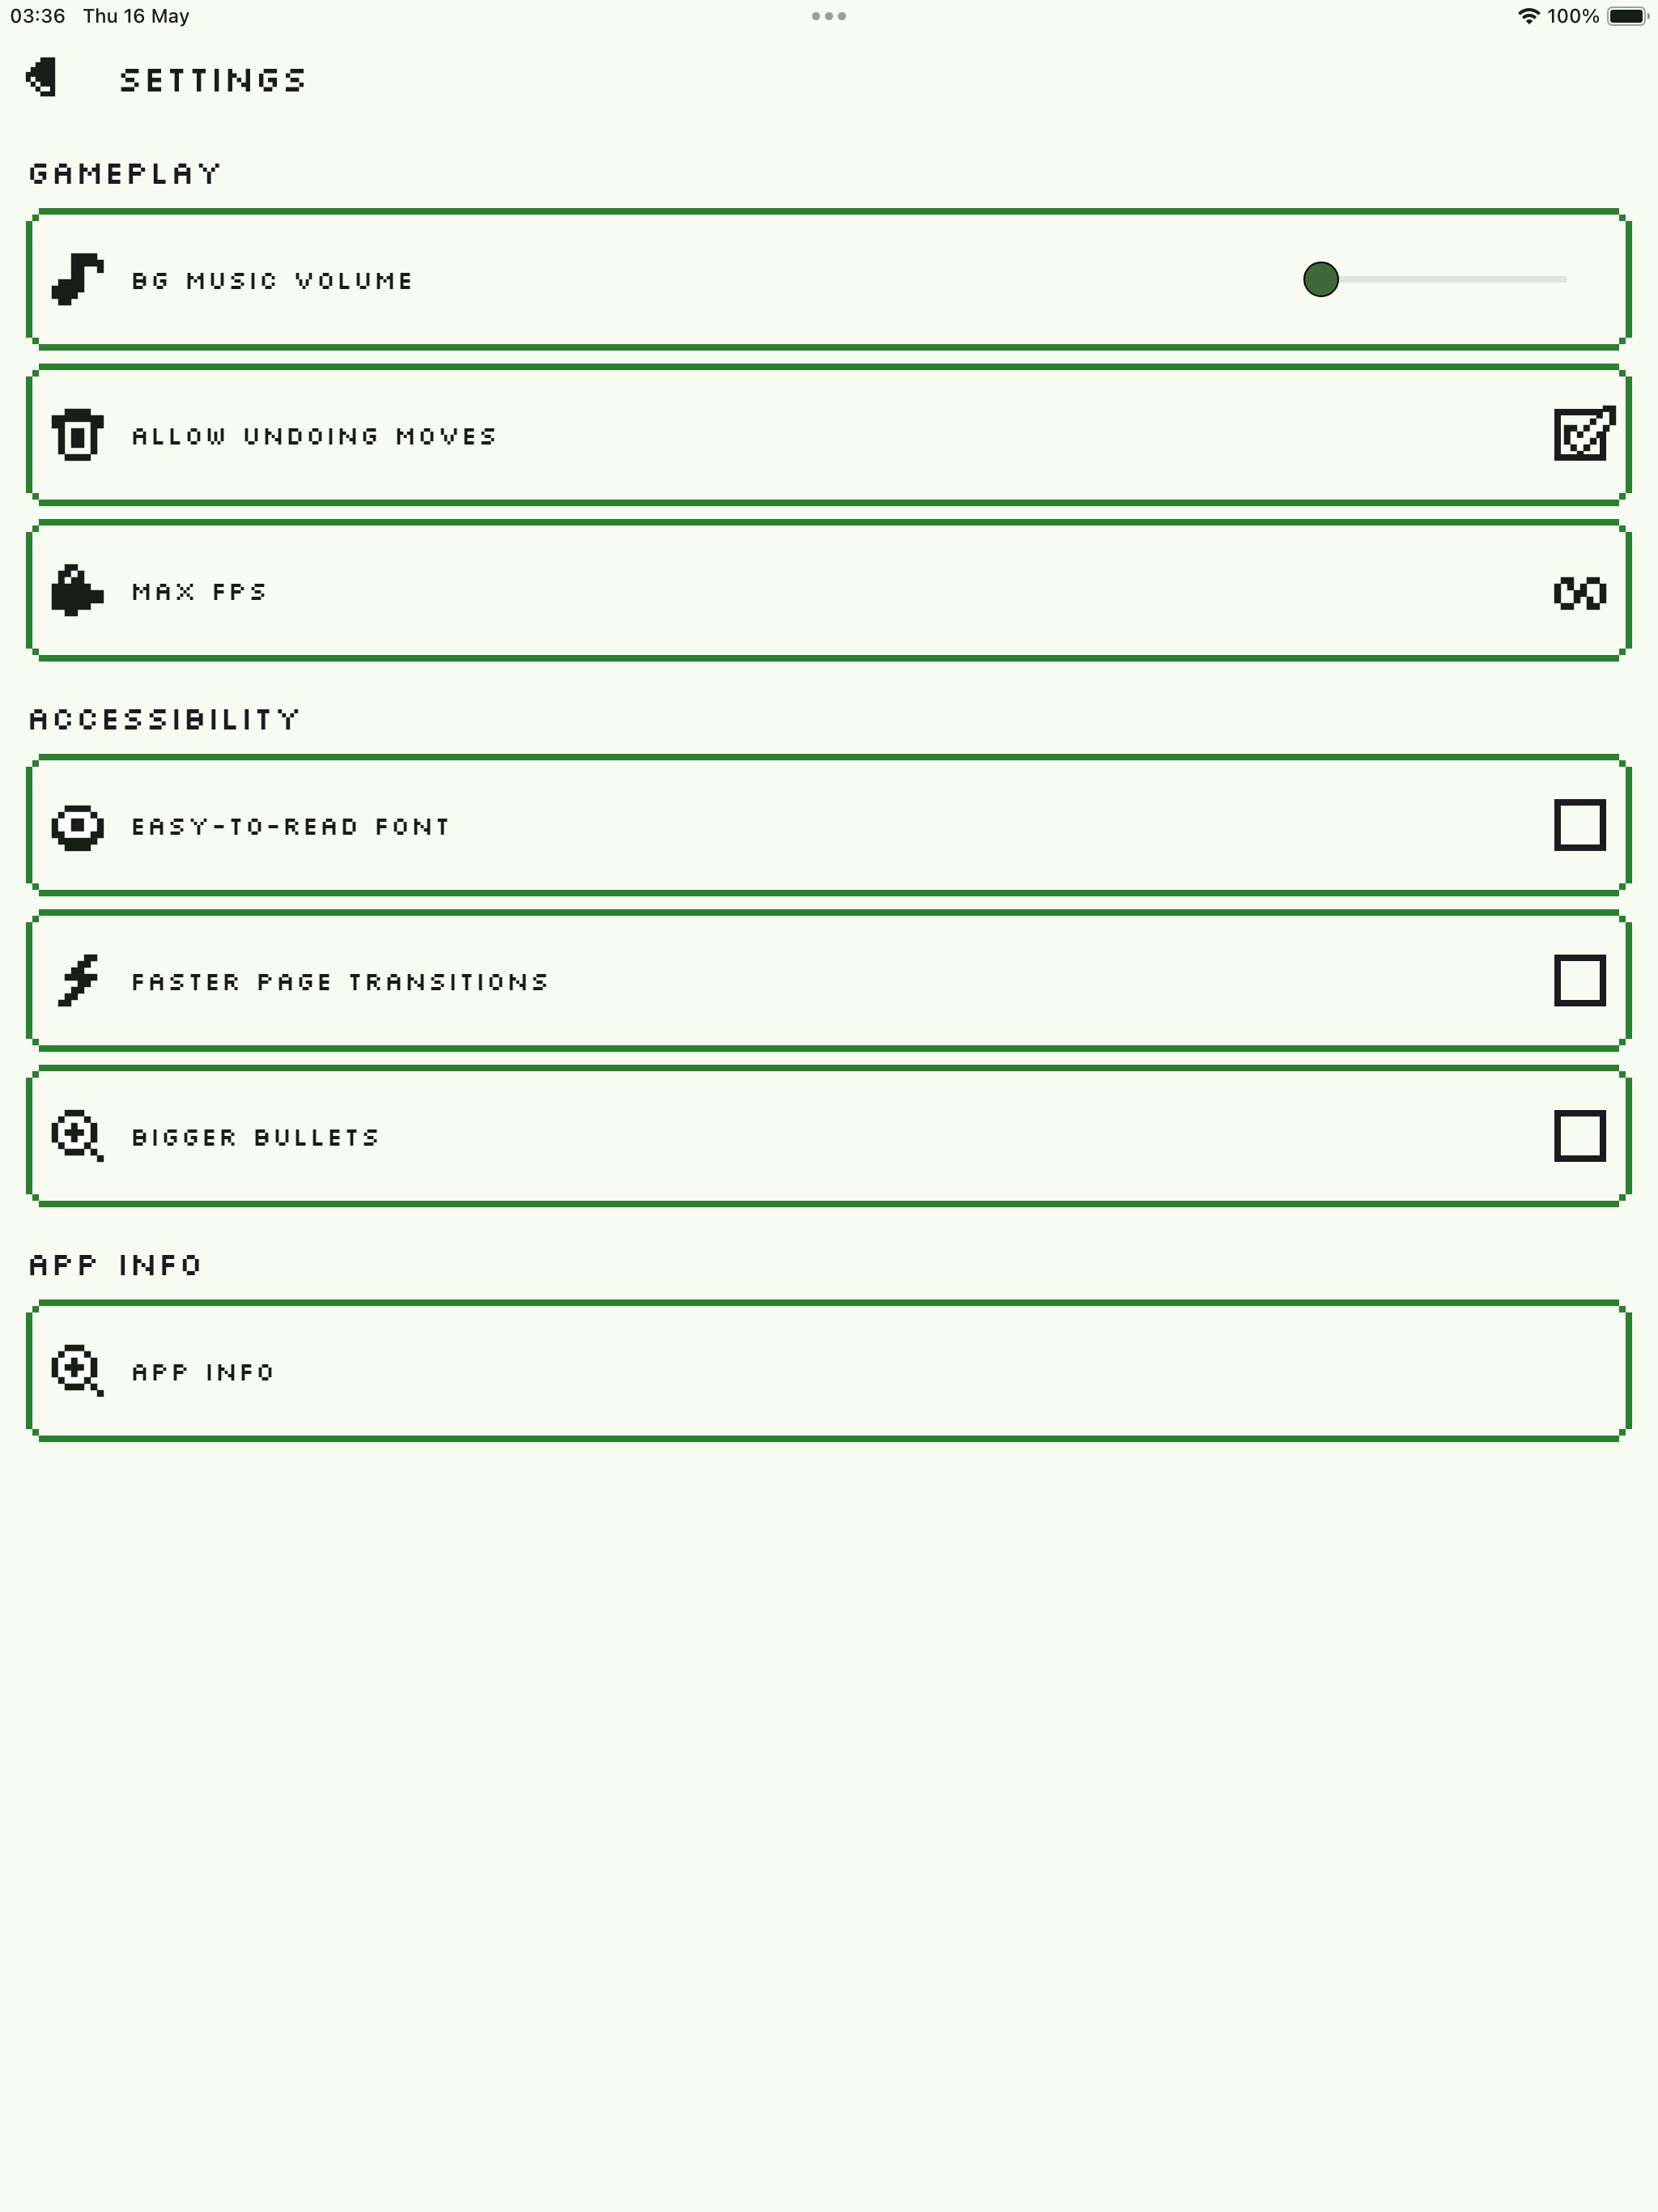 03:36 Thu 16 May 100%
SETTINGS
GAMEPLAY
BG MUSIC VOLUME
ALLOW UNDOING MOVES
MAX FPS ∞
ACCESSIBILITY
EASY-TO-READ FONT
FASTER PAGE TRANSITIONS
BIGGER BULLETS
APP INFO
APP INFO